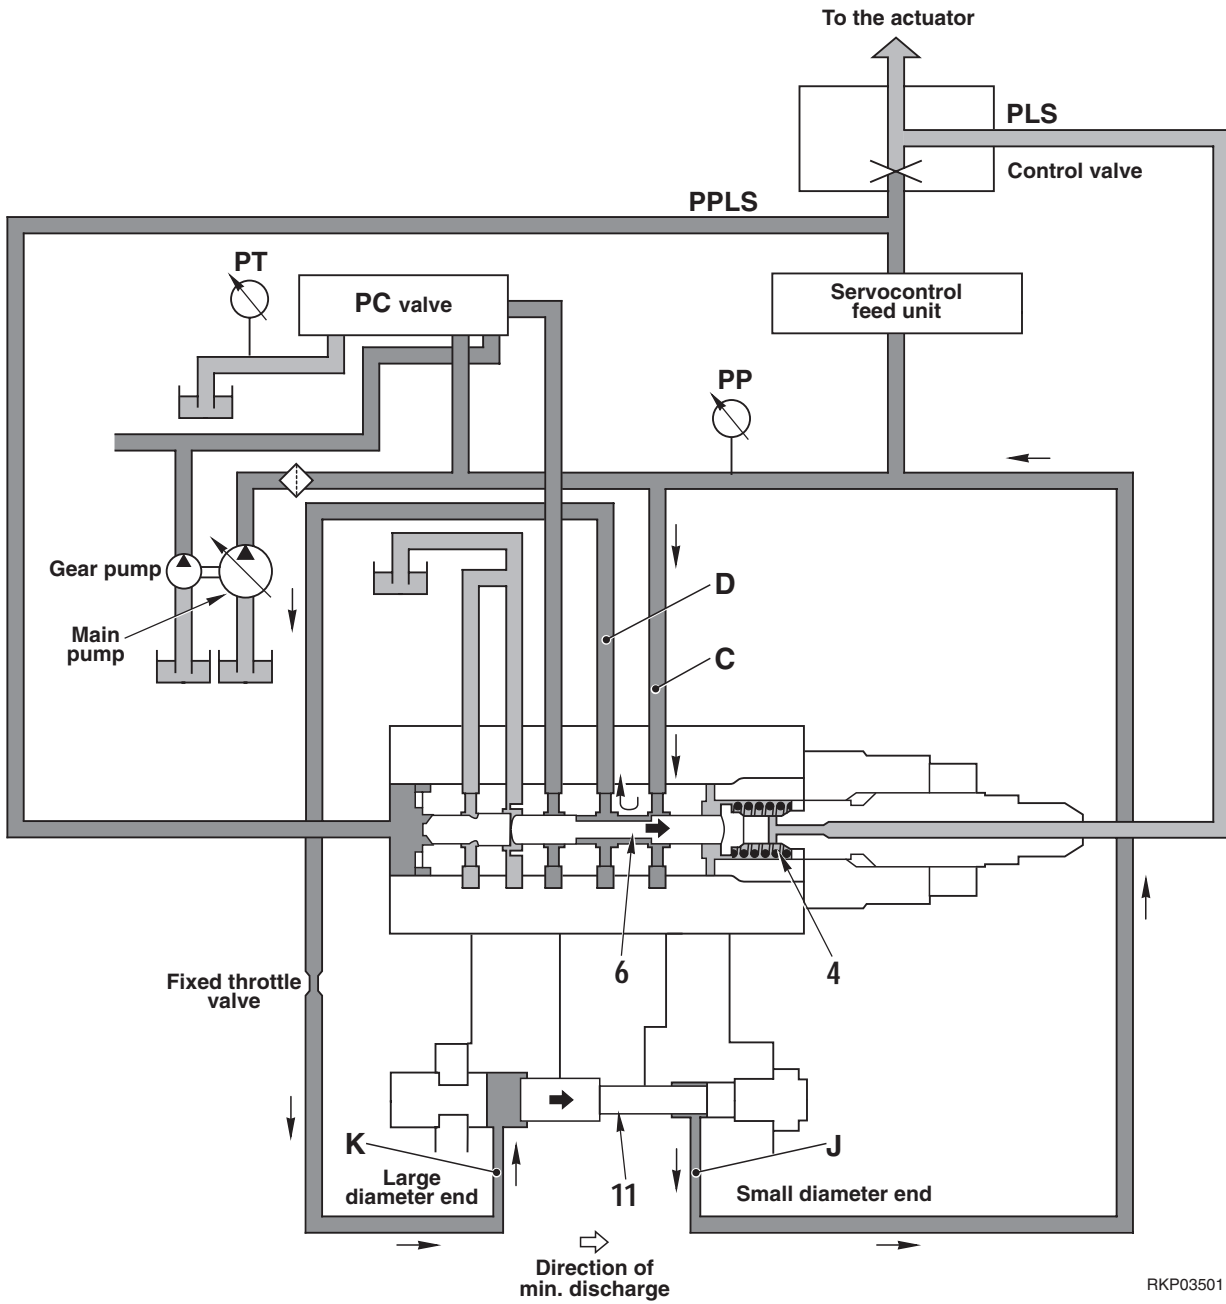 To the actuator
PLS
Control valve
PPLS
PT
PC valve
Servocontrol
feed unit
PP
Gear pump
Main
pump
D
C
6
4
Fixed throttle
valve
K
Large
diameter end
11
J
Small diameter end
Direction of
min. discharge
RKP03501